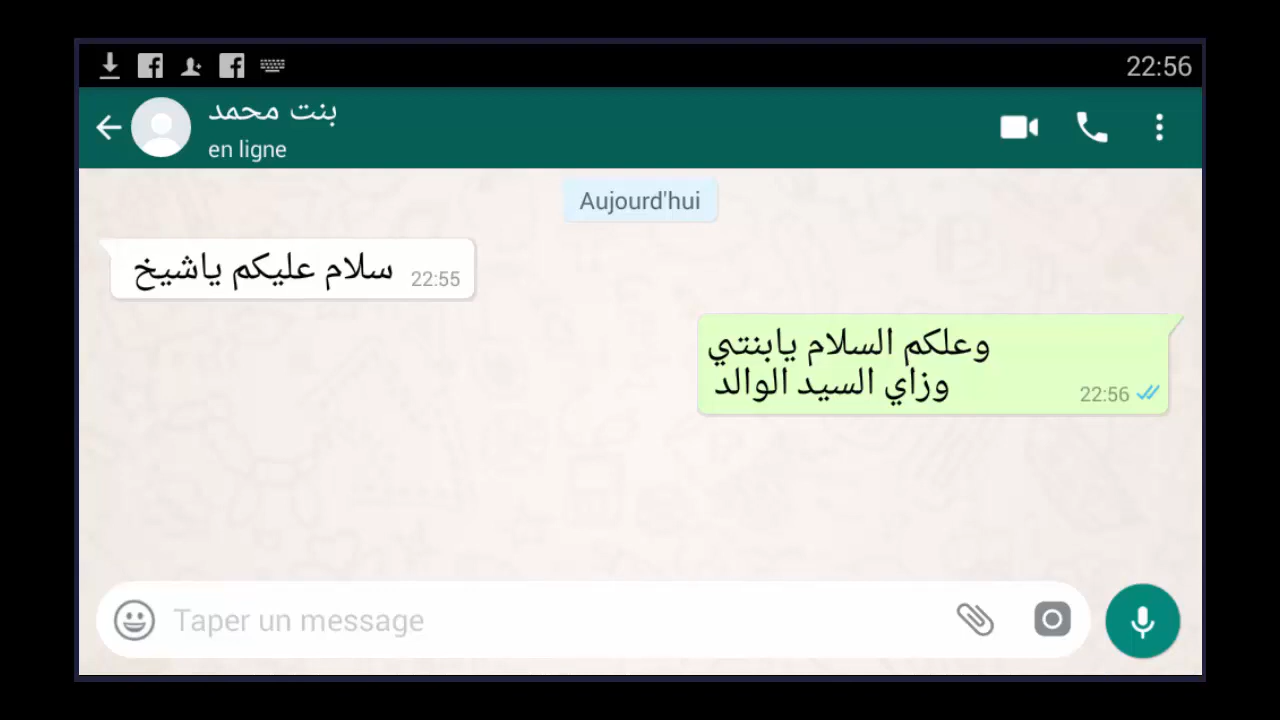 22:56
بنت محمد
en ligne
Aujourd'hui
سلام عليكم ياشيخ
22:55
وعلكم السلام يابنتي
وزاي السيد الوالد
22:56
Taper un message